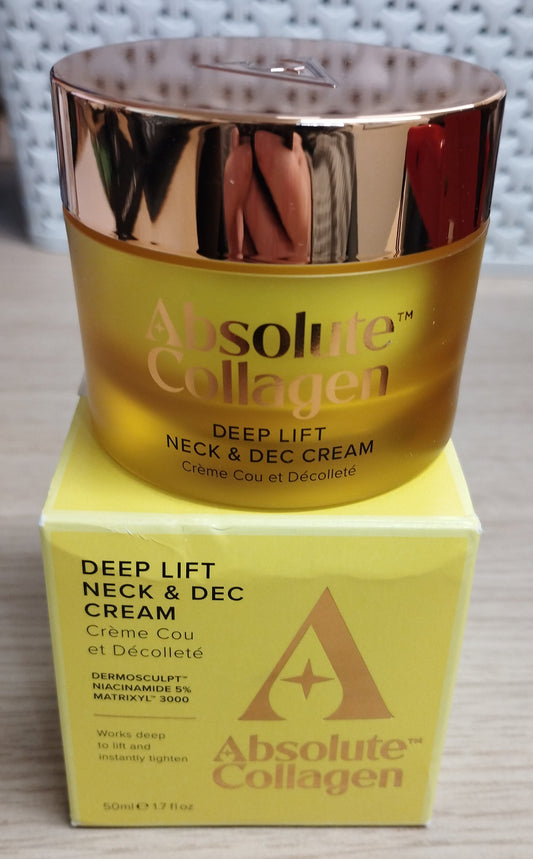 Absolute™
Collagen
DEEP LIFT
NECK & DEC CREAM
Crème Cou et Décolleté
DEEP LIFT
NECK & DEC
CREAM
Crème Cou
et Décolleté
DERMOSCULPT™
NIACINAMIDE 5%
MATRIXYL™ 3000
Works deep
to lift and
instantly tighten
Absolute™
Collagen
50ml ℮ 1.7 fl oz